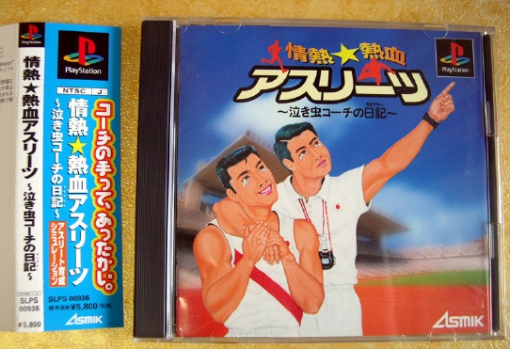 情熱★熱血アスリーツ
～泣き虫コーチの日記～
SLPS
00936
¥5,800
PlayStation
NTSC J
コーチの手って、あったかい。
情熱★熱血アスリーツ
～泣き虫コーチの日記～
アスリート育成
シミュレーション
SLPS 00936
標準価格¥5,800(税別)
ASMIK
PlayStation
情熱★熱血
アスリーツ
～泣き虫コーチの日記～
PlayStation
ASMIK